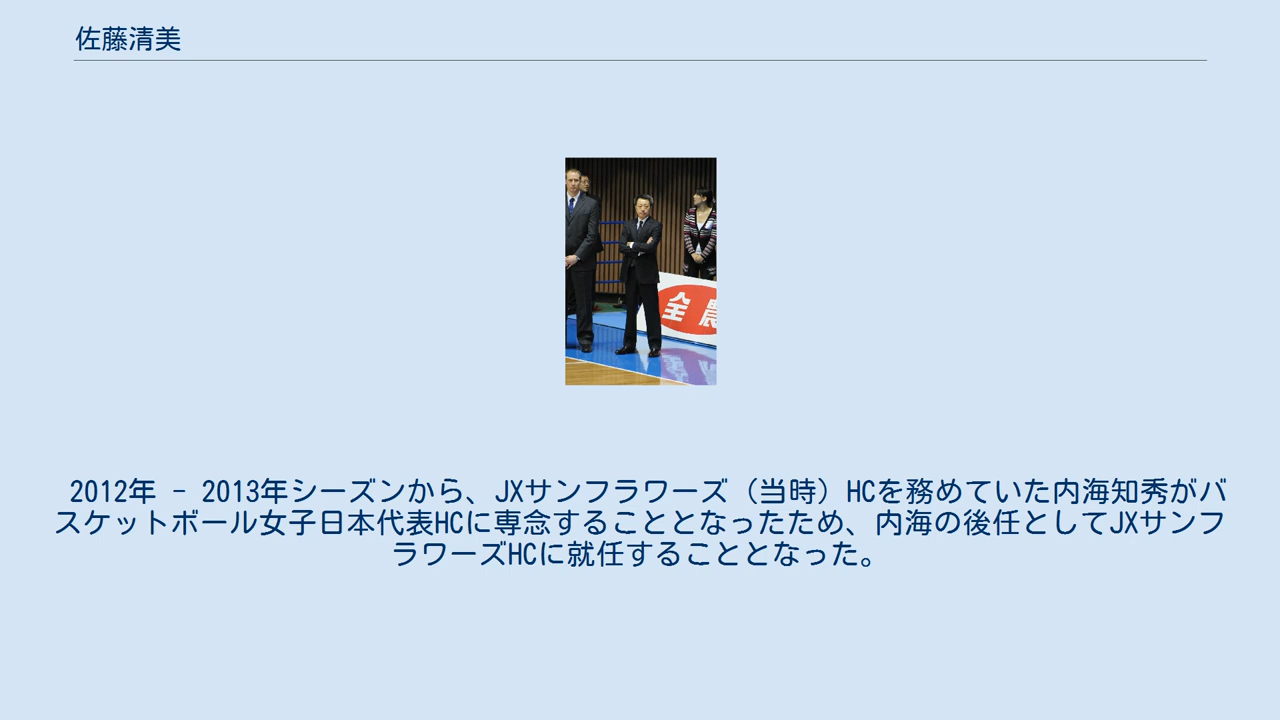 佐藤清美
全農
2012年 - 2013年シーズンから、JXサンフラワーズ（当時）HCを務めていた内海知秀がバ
スケットボール女子日本代表HCに専念することとなったため、内海の後任としてJXサンフ
ラワーズHCに就任することとなった。